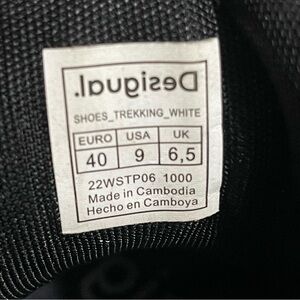 Desigual.
SHOES_TREKKING_WHITE
EURO USA UK
40 9 6,5
22WSTP06 1000
Made in Cambodia
Hecho en Camboya